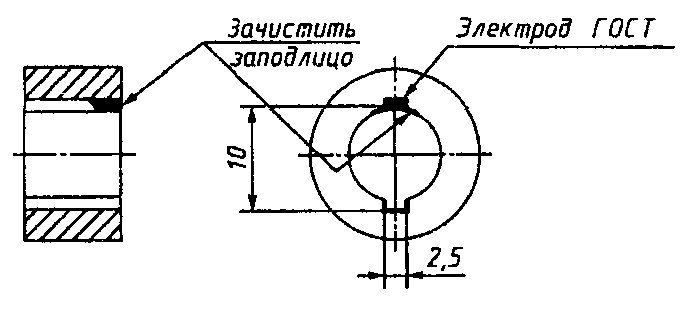 Зачистить
заподлицо
Электрод ГОСТ
10
2,5